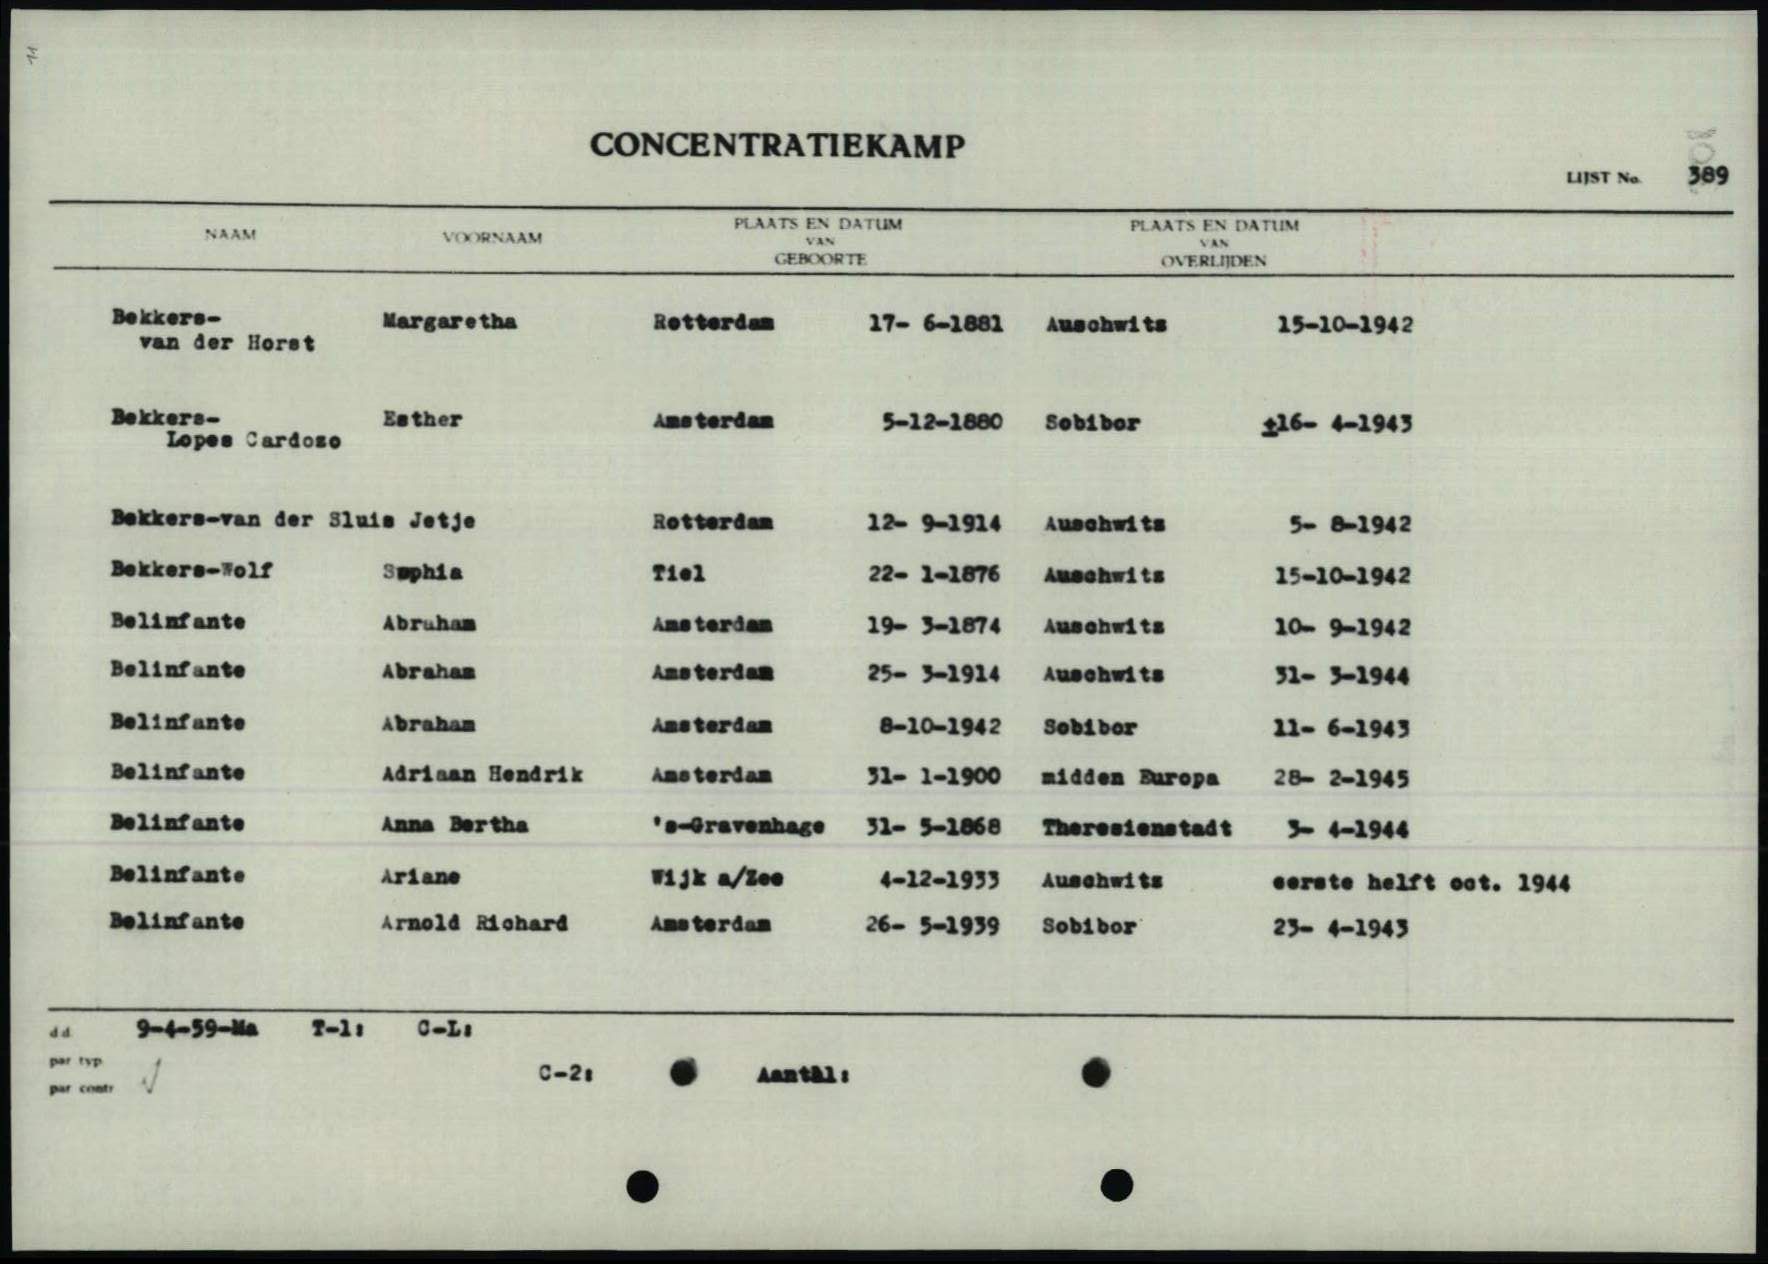 CONCENTRATIEKAMP
LIJST No. 389
NAAM VOORNAAM PLAATS EN DATUM VAN GEBOORTE PLAATS EN DATUM VAN OVERLIJDEN
Bekkers- Margaretha Rotterdam 17- 6-1881 Auschwitz 15-10-1942
van der Horst
Bekkers- Esther Amsterdam 5-12-1880 Sobibor ±16- 4-1943
Lopes Cardozo
Bekkers-van der Sluis Jetje Rotterdam 12- 9-1914 Auschwitz 5- 8-1942
Bekkers-Wolf Sophia Tiel 22- 1-1876 Auschwitz 15-10-1942
Belinfante Abraham Amsterdam 19- 3-1874 Auschwitz 10- 9-1942
Belinfante Abraham Amsterdam 25- 3-1914 Auschwitz 31- 3-1944
Belinfante Abraham Amsterdam 8-10-1942 Sobibor 11- 6-1943
Belinfante Adriaan Hendrik Amsterdam 31- 1-1900 midden Europa 28- 2-1945
Belinfante Anna Bertha 's-Gravenhage 31- 5-1868 Theresienstadt 3- 4-1944
Belinfante Ariane Wijk a/Zee 4-12-1933 Auschwitz eerste helft oct. 1944
Belinfante Arnold Richard Amsterdam 26- 5-1939 Sobibor 23- 4-1943
d d 9-4-59-Ma T-1: C-L:
par typ
C-2: Aantal:
par contr